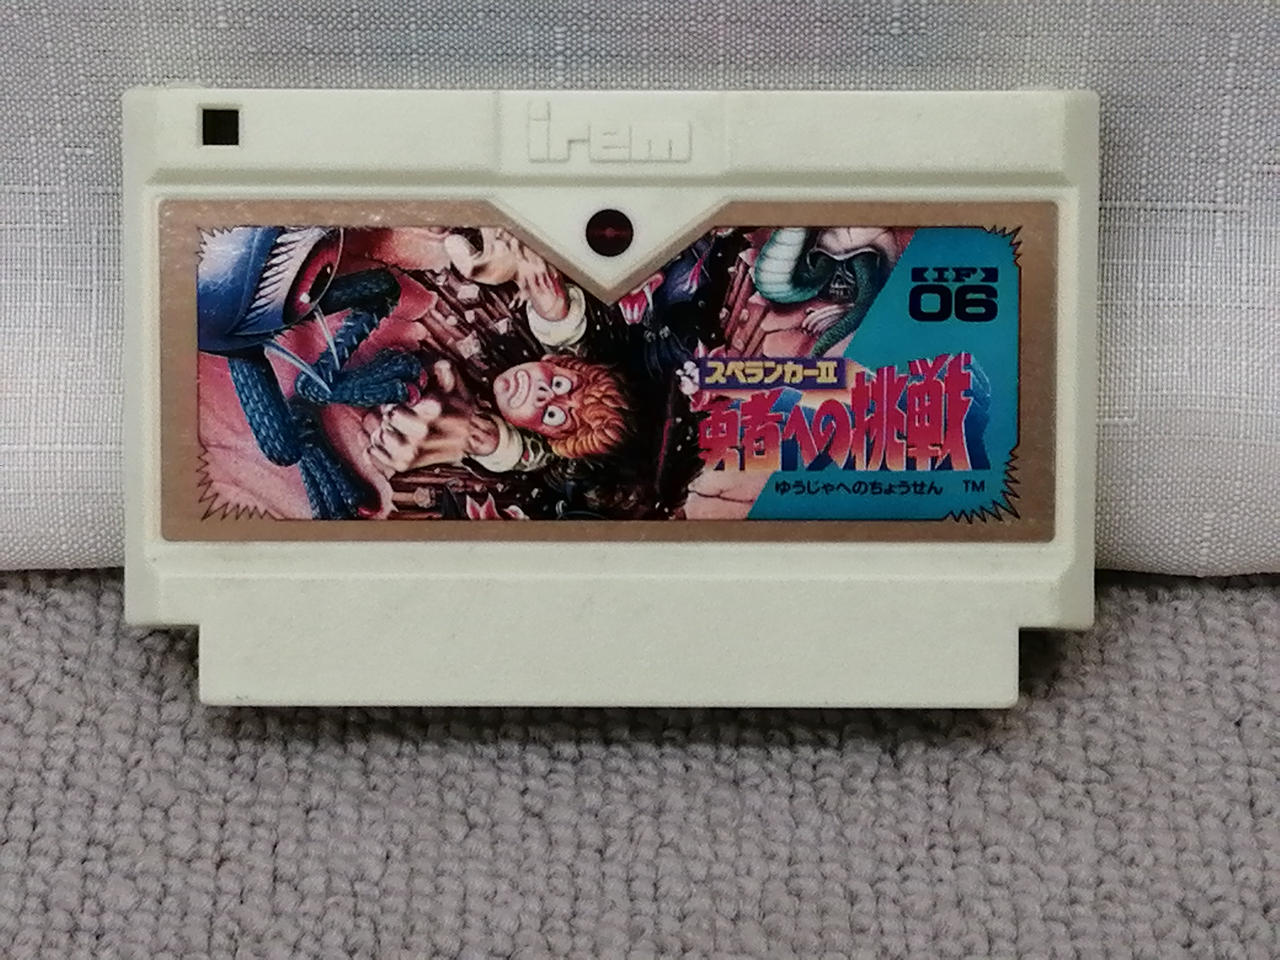 irem
IF
06
スペランカーII
勇者への挑戦
ゆうじゃへのちょうせん TM